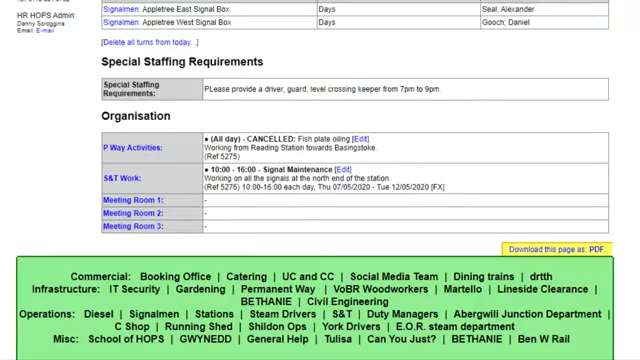 HR HOPS Admin:
Danny Scroggins
Email: E-mail
Signalmen: Appletree East Signal Box Days Seal; Alexander
Signalmen: Appletree West Signal Box Days Gooch; Daniel
[Delete all turns from today...]
Special Staffing Requirements
Special Staffing Requirements: PLease provide a driver, guard, level crossing keeper from 7pm to 9pm.
Organisation
P Way Activities: ● (All day) - CANCELLED: Fish plate oiling [Edit]
Working from Reading Station towards Basingstoke.
(Ref 5275)
S&T Work: ● 10:00 - 16:00 - Signal Maintenance [Edit]
Working on all the signals at the north end of the station.
(Ref 5276) 10:00-16:00 each day, Thu 07/05/2020 - Tue 12/05/2020 [FX]
Meeting Room 1: -
Meeting Room 2: -
Meeting Room 3: -
Download this page as: PDF.
Commercial: Booking Office | Catering | UC and CC | Social Media Team | Dining trains | drtth
Infrastructure: IT Security | Gardening | Permanent Way | VoBR Woodworkers | Martello | Lineside Clearance |
BETHANIE | Civil Engineering
Operations: Diesel | Signalmen | Stations | Steam Drivers | S&T | Duty Managers | Abergwili Junction Department |
C Shop | Running Shed | Shildon Ops | York Drivers | E.O.R. steam department
Misc: School of HOPS | GWYNEDD | General Help | Tulisa | Can You Just? | BETHANIE | Ben W Rail